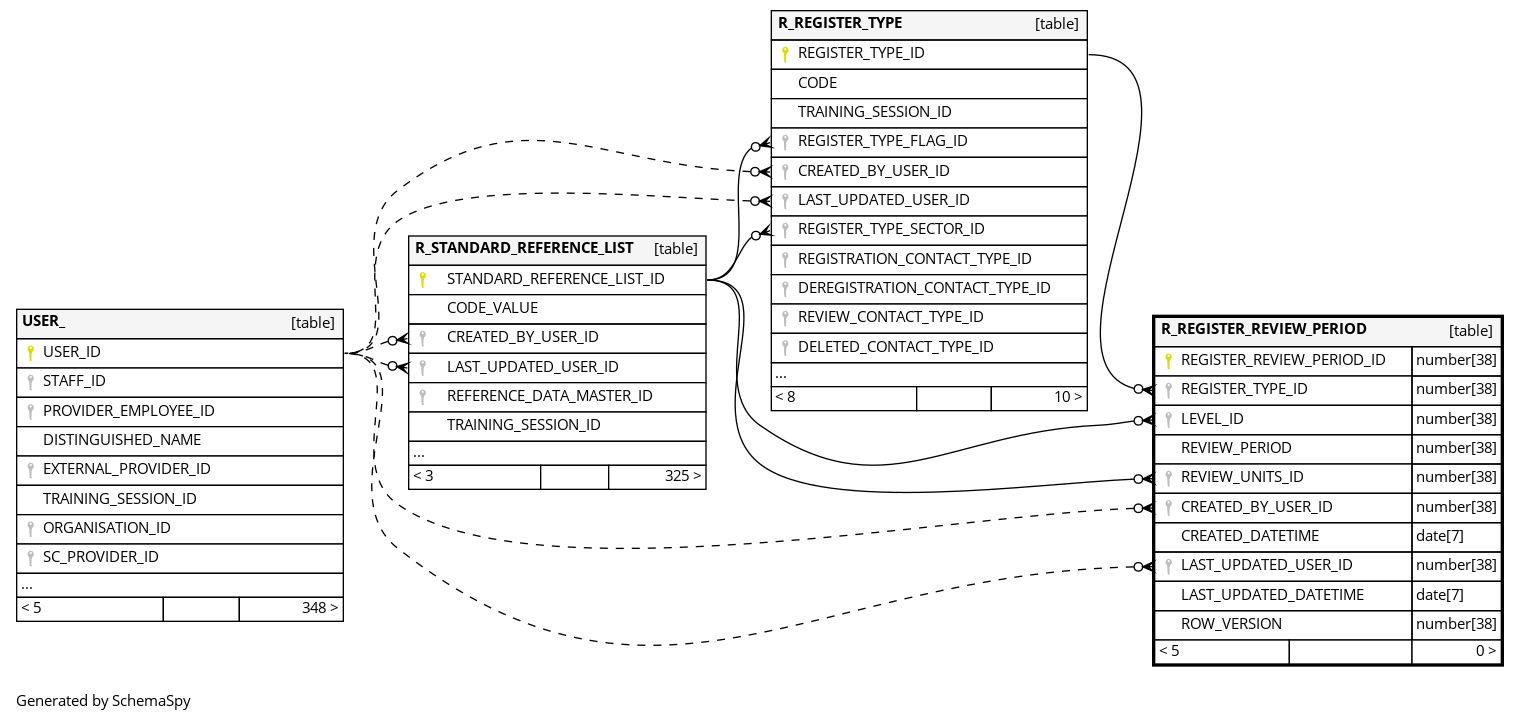 R_REGISTER_TYPE [table]
REGISTER_TYPE_ID
CODE
TRAINING_SESSION_ID
REGISTER_TYPE_FLAG_ID
CREATED_BY_USER_ID
LAST_UPDATED_USER_ID
REGISTER_TYPE_SECTOR_ID
REGISTRATION_CONTACT_TYPE_ID
DEREGISTRATION_CONTACT_TYPE_ID
REVIEW_CONTACT_TYPE_ID
DELETED_CONTACT_TYPE_ID
...
< 8 10 >
R_STANDARD_REFERENCE_LIST [table]
STANDARD_REFERENCE_LIST_ID
CODE_VALUE
CREATED_BY_USER_ID
LAST_UPDATED_USER_ID
REFERENCE_DATA_MASTER_ID
TRAINING_SESSION_ID
...
< 3 325 >
USER_ [table]
USER_ID
STAFF_ID
PROVIDER_EMPLOYEE_ID
DISTINGUISHED_NAME
EXTERNAL_PROVIDER_ID
TRAINING_SESSION_ID
ORGANISATION_ID
SC_PROVIDER_ID
...
< 5 348 >
R_REGISTER_REVIEW_PERIOD [table]
REGISTER_REVIEW_PERIOD_ID number[38]
REGISTER_TYPE_ID number[38]
LEVEL_ID number[38]
REVIEW_PERIOD number[38]
REVIEW_UNITS_ID number[38]
CREATED_BY_USER_ID number[38]
CREATED_DATETIME date[7]
LAST_UPDATED_USER_ID number[38]
LAST_UPDATED_DATETIME date[7]
ROW_VERSION number[38]
< 5 0 >
Generated by SchemaSpy